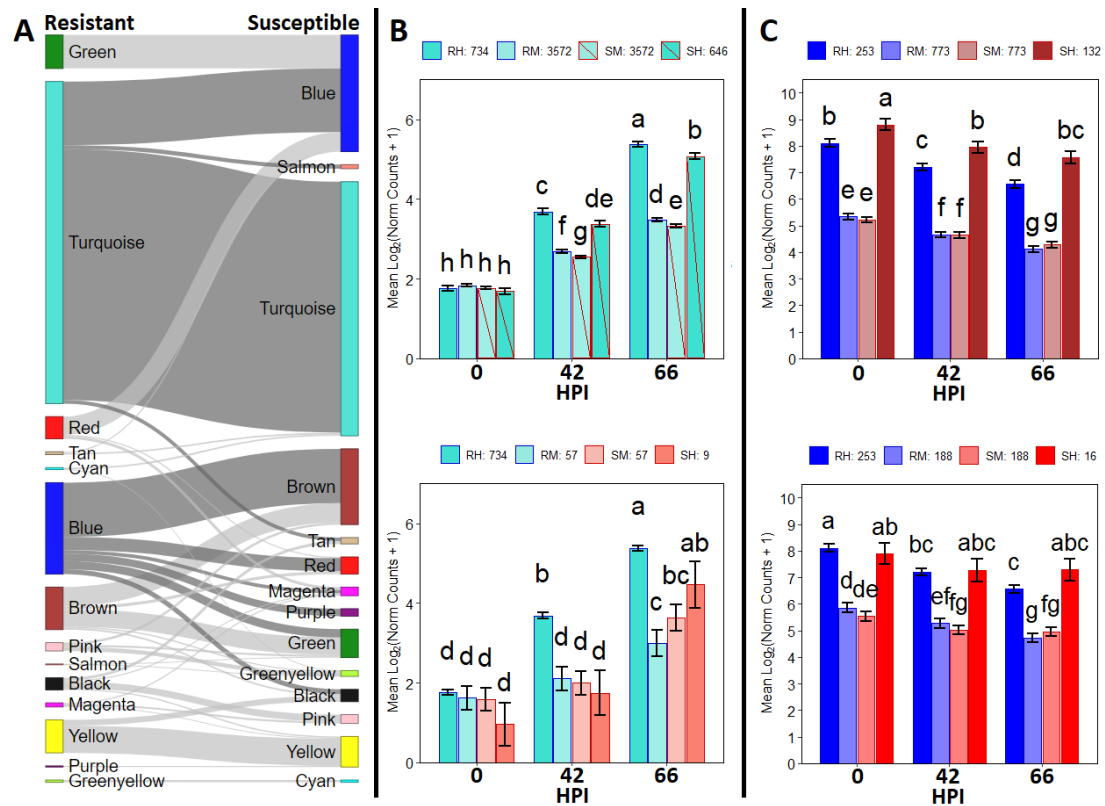 A
Resistant
Susceptible
Green
Turquoise
Red
Tan
Cyan
Blue
Brown
Pink
Salmon
Black
Magenta
Yellow
Purple
Greenyellow
Blue
Salmon
Turquoise
Brown
Tan
Red
Magenta
Purple
Green
Greenyellow
Black
Pink
Yellow
Cyan
B
RH: 734 RM: 3572 SM: 3572 SH: 646
Mean Log2(Norm Counts + 1)
6
4
2
h h h h
c f g de
a d e b
0 42 66
HPI
RH: 734 RM: 57 SM: 57 SH: 9
Mean Log2(Norm Counts + 1)
6
4
2
0
d d d d
b d d d
a c bc ab
0 42 66
HPI
C
RH: 253 RM: 773 SM: 773 SH: 132
Mean Log2(Norm Counts + 1)
10
9
8
7
6
5
4
3
2
1
0
b e e a
c f f b
d g g bc
0 42 66
HPI
RH: 253 RM: 188 SM: 188 SH: 16
Mean Log2(Norm Counts + 1)
10
9
8
7
6
5
4
3
2
1
0
a d de ab
bc ef fg abc
c g fg abc
0 42 66
HPI